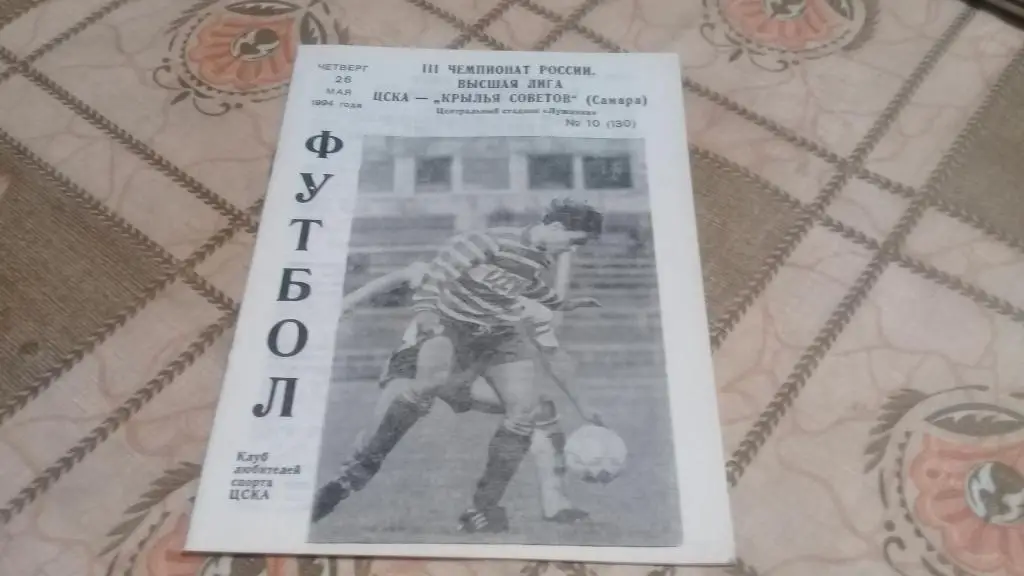 ЧЕТВЕРГ
26
МАЯ
1994 года
III ЧЕМПИОНАТ РОССИИ.
ВЫСШАЯ ЛИГА
ЦСКА — „КРЫЛЬЯ СОВЕТОВ" (Самара)
Центральный стадион «Лужники»
№ 10 (130)
ФУТБОЛ
Клуб
любителей
спорта
ЦСКА